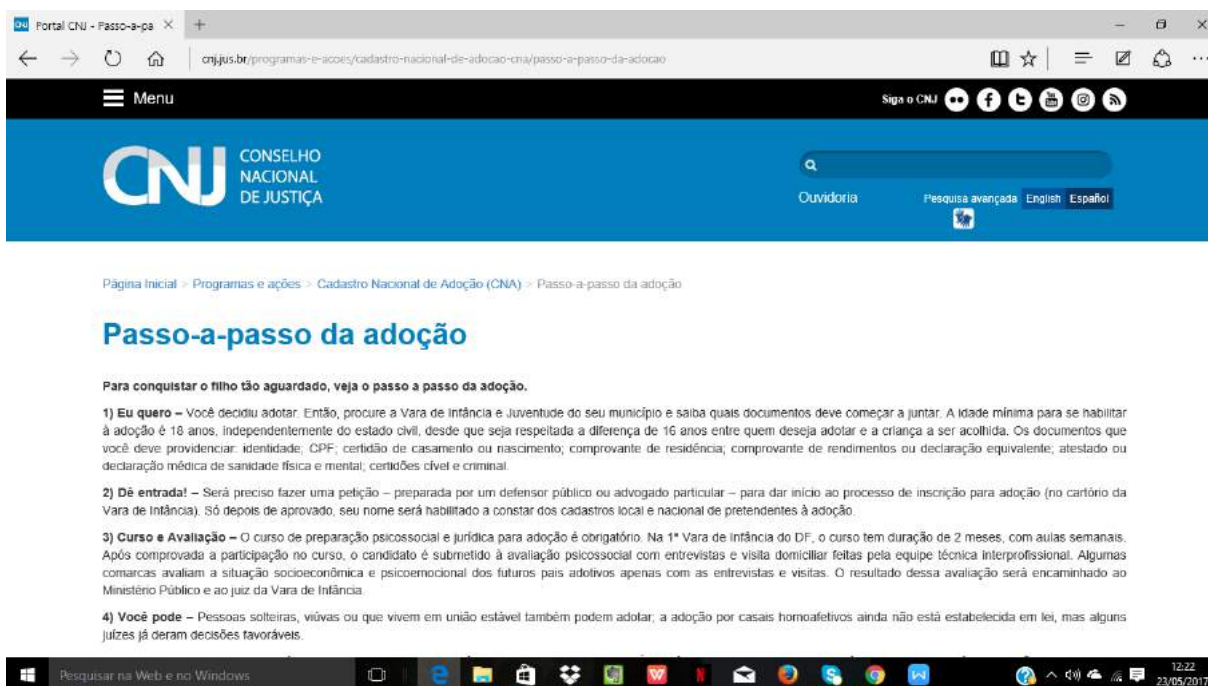 Portal CNJ - Passo-a-pa
cnj.jus.br/programas-e-acoes/cadastro-nacional-de-adocao-cna/passo-a-passo-da-adocao
Menu
Siga o CNJ
CNJ CONSELHO
NACIONAL
DE JUSTIÇA
Ouvidoria
Pesquisa avançada English Español
Página Inicial > Programas e ações > Cadastro Nacional de Adoção (CNA) > Passo-a-passo da adoção
Passo-a-passo da adoção
Para conquistar o filho tão aguardado, veja o passo a passo da adoção.
1) Eu quero – Você decidiu adotar. Então, procure a Vara de Infância e Juventude do seu município e saiba quais documentos deve começar a juntar. A idade mínima para se habilitar
à adoção é 18 anos, independentemente do estado civil, desde que seja respeitada a diferença de 16 anos entre quem deseja adotar e a criança a ser acolhida. Os documentos que
você deve providenciar: identidade; CPF; certidão de casamento ou nascimento; comprovante de residência; comprovante de rendimentos ou declaração equivalente; atestado ou
declaração médica de sanidade física e mental; certidões cível e criminal.
2) Dê entrada! – Será preciso fazer uma petição – preparada por um defensor público ou advogado particular – para dar início ao processo de inscrição para adoção (no cartório da
Vara de Infância). Só depois de aprovado, seu nome será habilitado a constar dos cadastros local e nacional de pretendentes à adoção.
3) Curso e Avaliação – O curso de preparação psicossocial e jurídica para adoção é obrigatório. Na 1ª Vara de Infância do DF, o curso tem duração de 2 meses, com aulas semanais.
Após comprovada a participação no curso, o candidato é submetido à avaliação psicossocial com entrevistas e visita domiciliar feitas pela equipe técnica interprofissional. Algumas
comarcas avaliam a situação socioeconômica e psicoemocional dos futuros pais adotivos apenas com as entrevistas e visitas. O resultado dessa avaliação será encaminhado ao
Ministério Público e ao juiz da Vara de Infância.
4) Você pode – Pessoas solteiras, viúvas ou que vivem em união estável também podem adotar; a adoção por casais homoafetivos ainda não está estabelecida em lei, mas alguns
juízes já deram decisões favoráveis.
Pesquisar na Web e no Windows
12:22
23/05/2017